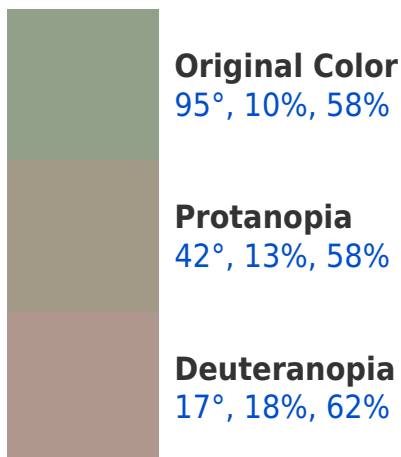 Original Color
95°, 10%, 58%
Protanopia
42°, 13%, 58%
Deuteranopia
17°, 18%, 62%